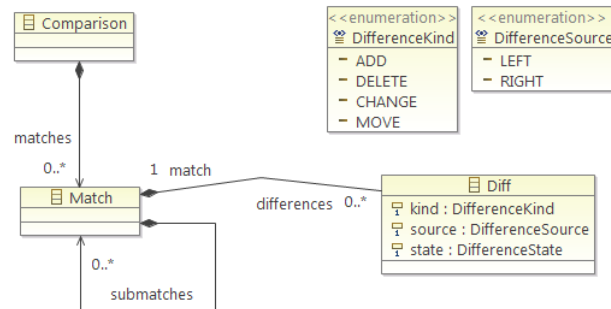 Comparison
<<enumeration>>
DifferenceKind
ADD
DELETE
CHANGE
MOVE
<<enumeration>>
DifferenceSource
LEFT
RIGHT
matches
0..*
Match
1 match
differences 0..*
Diff
kind : DifferenceKind
source : DifferenceSource
state : DifferenceState
0..*
submatches